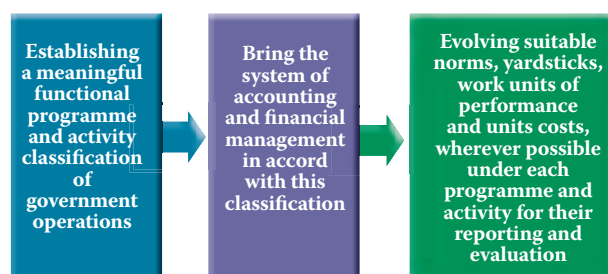 Establishing
a meaningful
functional
programme
and activity
classification
of
government
operations
Bring the
system of
accounting
and financial
management
in accord
with this
classification
Evolving suitable
norms, yardsticks,
work units of
performance
and units costs,
wherever possible
under each
programme and
activity for their
reporting and
evaluation